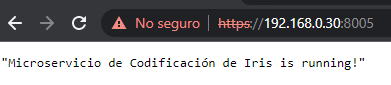 No seguro https://192.168.0.30:8005
"Microservicio de Codificación de Iris is running!"